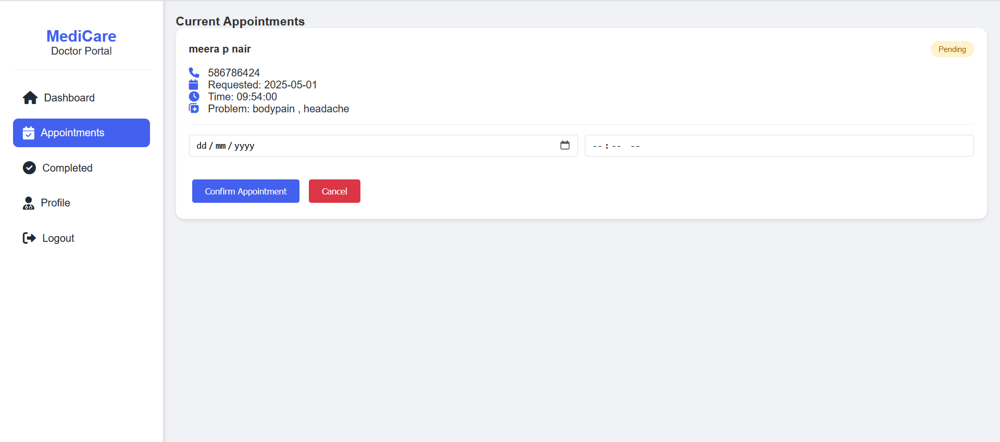 MediCare
Doctor Portal
Dashboard
Appointments
Completed
Profile
Logout
Current Appointments
meera p nair
Pending
586786424
Requested: 2025-05-01
Time: 09:54:00
Problem: bodypain , headache
dd/mm/yyyy
--:-- --
Confirm Appointment
Cancel